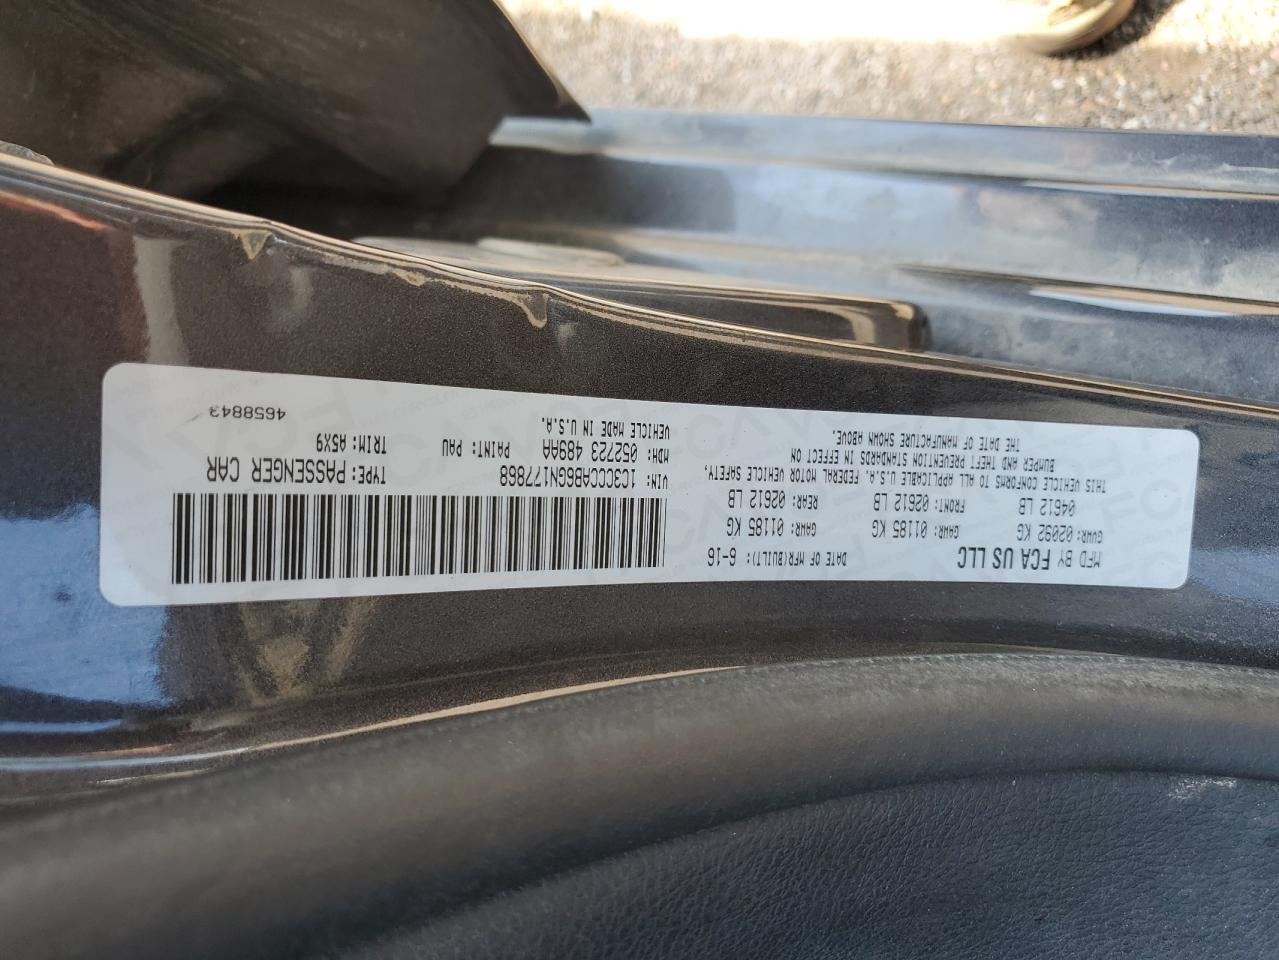 MFD BY FCA US LLC
DATE OF MFR(BUILT): 6-16
GVWR: 02092 KG
GAWR: 01185 KG
GAWR: 01185 KG
04612 LB
FRONT: 02612 LB
REAR: 02612 LB
THIS VEHICLE CONFORMS TO ALL APPLICABLE U.S.A. FEDERAL MOTOR VEHICLE SAFETY,
BUMPER AND THEFT PREVENTION STANDARDS IN EFFECT ON
THE DATE OF MANUFACTURE SHOWN ABOVE.
VIN: 1C3CCCAB6GN177868
TYPE: PASSENGER CAR
MDH: 052723 489AA
PAINT: PAU
TRIM: A5X9
VEHICLE MADE IN U.S.A.
4658843